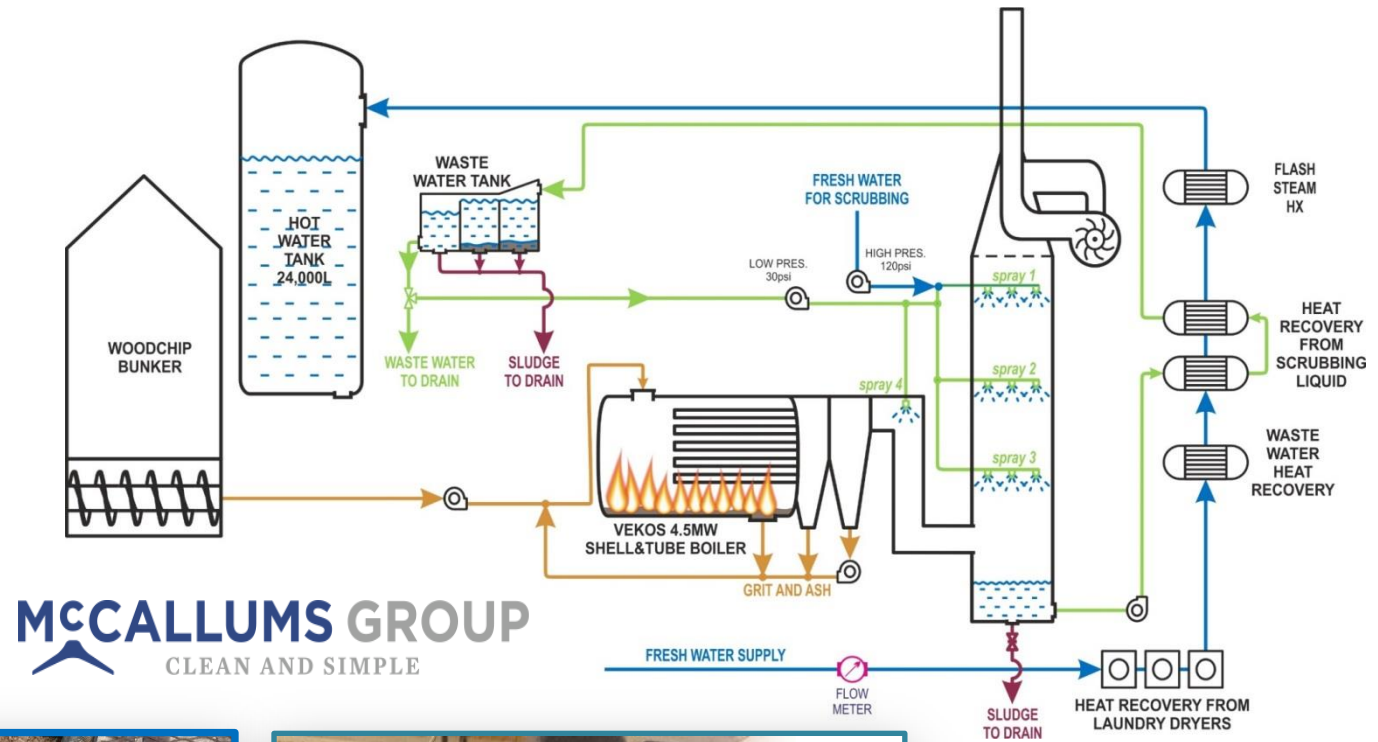 WASTE
WATER TANK
HOT
WATER
TANK
24,000L
WOODCHIP
BUNKER
FRESH WATER
FOR SCRUBBING
LOW PRES.
30psi
HIGH PRES.
120psi
spray 1
spray 2
spray 3
spray 4
FLASH
STEAM
HX
HEAT
RECOVERY
FROM
SCRUBBING
LIQUID
WASTE
WATER
HEAT
RECOVERY
WASTE WATER
TO DRAIN
SLUDGE
TO DRAIN
VEKOS 4.5MW
SHELL&TUBE BOILER
GRIT AND ASH
McCALLUMS GROUP
CLEAN AND SIMPLE
FRESH WATER SUPPLY
FLOW
METER
SLUDGE
TO DRAIN
HEAT RECOVERY FROM
LAUNDRY DRYERS